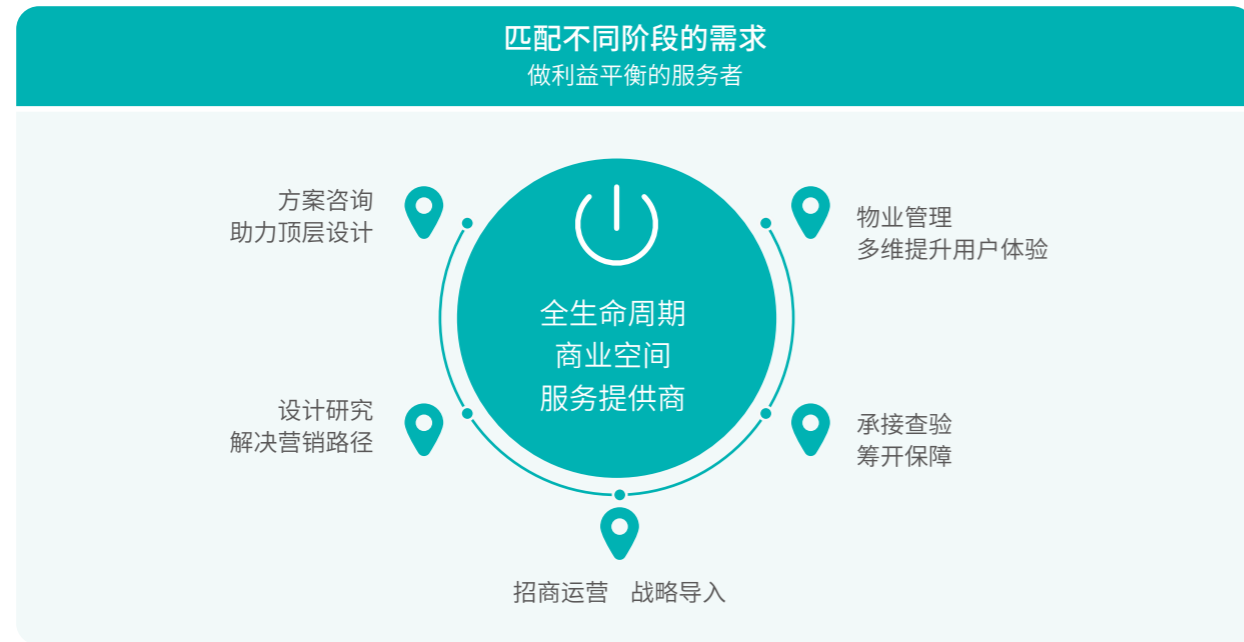 匹配不同阶段的需求
做利益平衡的服务者
方案咨询
助力顶层设计
物业管理
多维提升用户体验
全生命周期
商业空间
服务提供商
设计研究
解决营销路径
承接查验
筹开保障
招商运营 战略导入